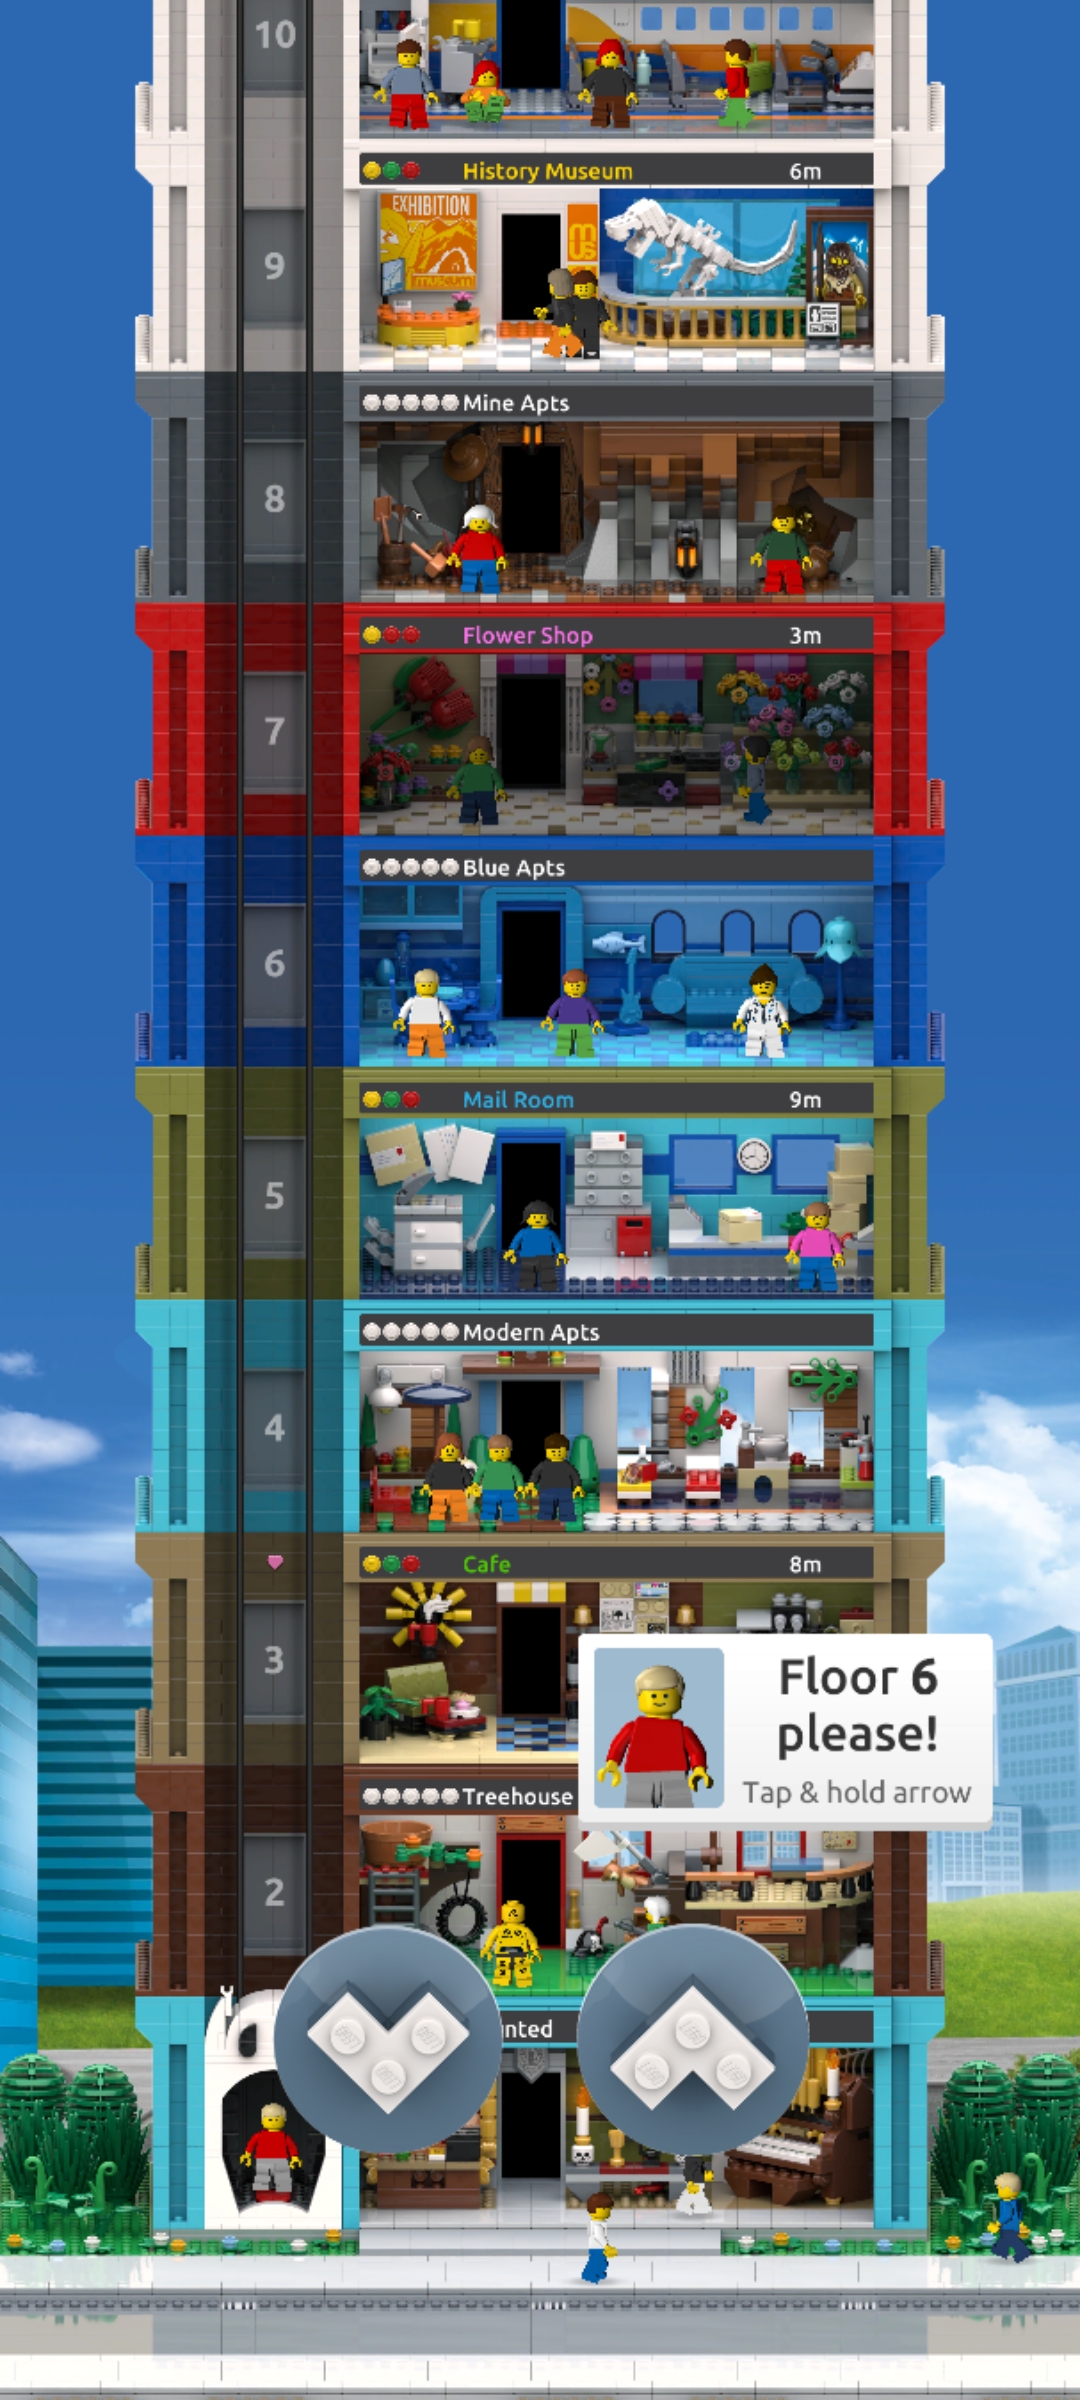 10
History Museum 6m
EXHIBITION
museum
9
Mine Apts
8
Flower Shop 3m
7
Blue Apts
6
Mail Room 9m
5
Modern Apts
4
Cafe 8m
3
Floor 6
please!
Tap & hold arrow
Treehouse
2
nted